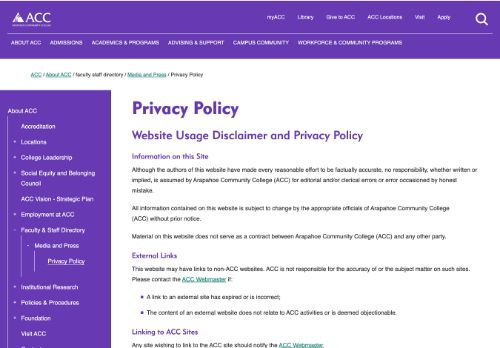 ACC
ARAPAHOE COMMUNITY COLLEGE
myACC Library Give to ACC ACC Locations Visit Apply
ABOUT ACC ADMISSIONS ACADEMICS & PROGRAMS ADVISING & SUPPORT CAMPUS COMMUNITY WORKFORCE & COMMUNITY PROGRAMS
ACC / About ACC / faculty staff directory / Media and Press / Privacy Policy
About ACC
Accreditation
+ Locations
+ College Leadership
+ Social Equity and Belonging
Council
ACC Vision - Strategic Plan
+ Employment at ACC
- Faculty & Staff Directory
- Media and Press
Privacy Policy
+ Institutional Research
+ Policies & Procedures
+ Foundation
Visit ACC
Privacy Policy
Website Usage Disclaimer and Privacy Policy
Information on this Site
Although the authors of this website have made every reasonable effort to be factually accurate, no responsibility, whether written or
implied, is assumed by Arapahoe Community College (ACC) for editorial and/or clerical errors or error occasioned by honest
mistake.
All information contained on this website is subject to change by the appropriate officials of Arapahoe Community College
(ACC) without prior notice.
Material on this website does not serve as a contract between Arapahoe Community College (ACC) and any other party.
External Links
This website may have links to non-ACC websites. ACC is not responsible for the accuracy of or the subject matter on such sites.
Please contact the ACC Webmaster if:
• A link to an external site has expired or is incorrect;
• The content of an external website does not relate to ACC activities or is deemed objectionable.
Linking to ACC Sites
Any site wishing to link to the ACC site should notify the ACC Webmaster.